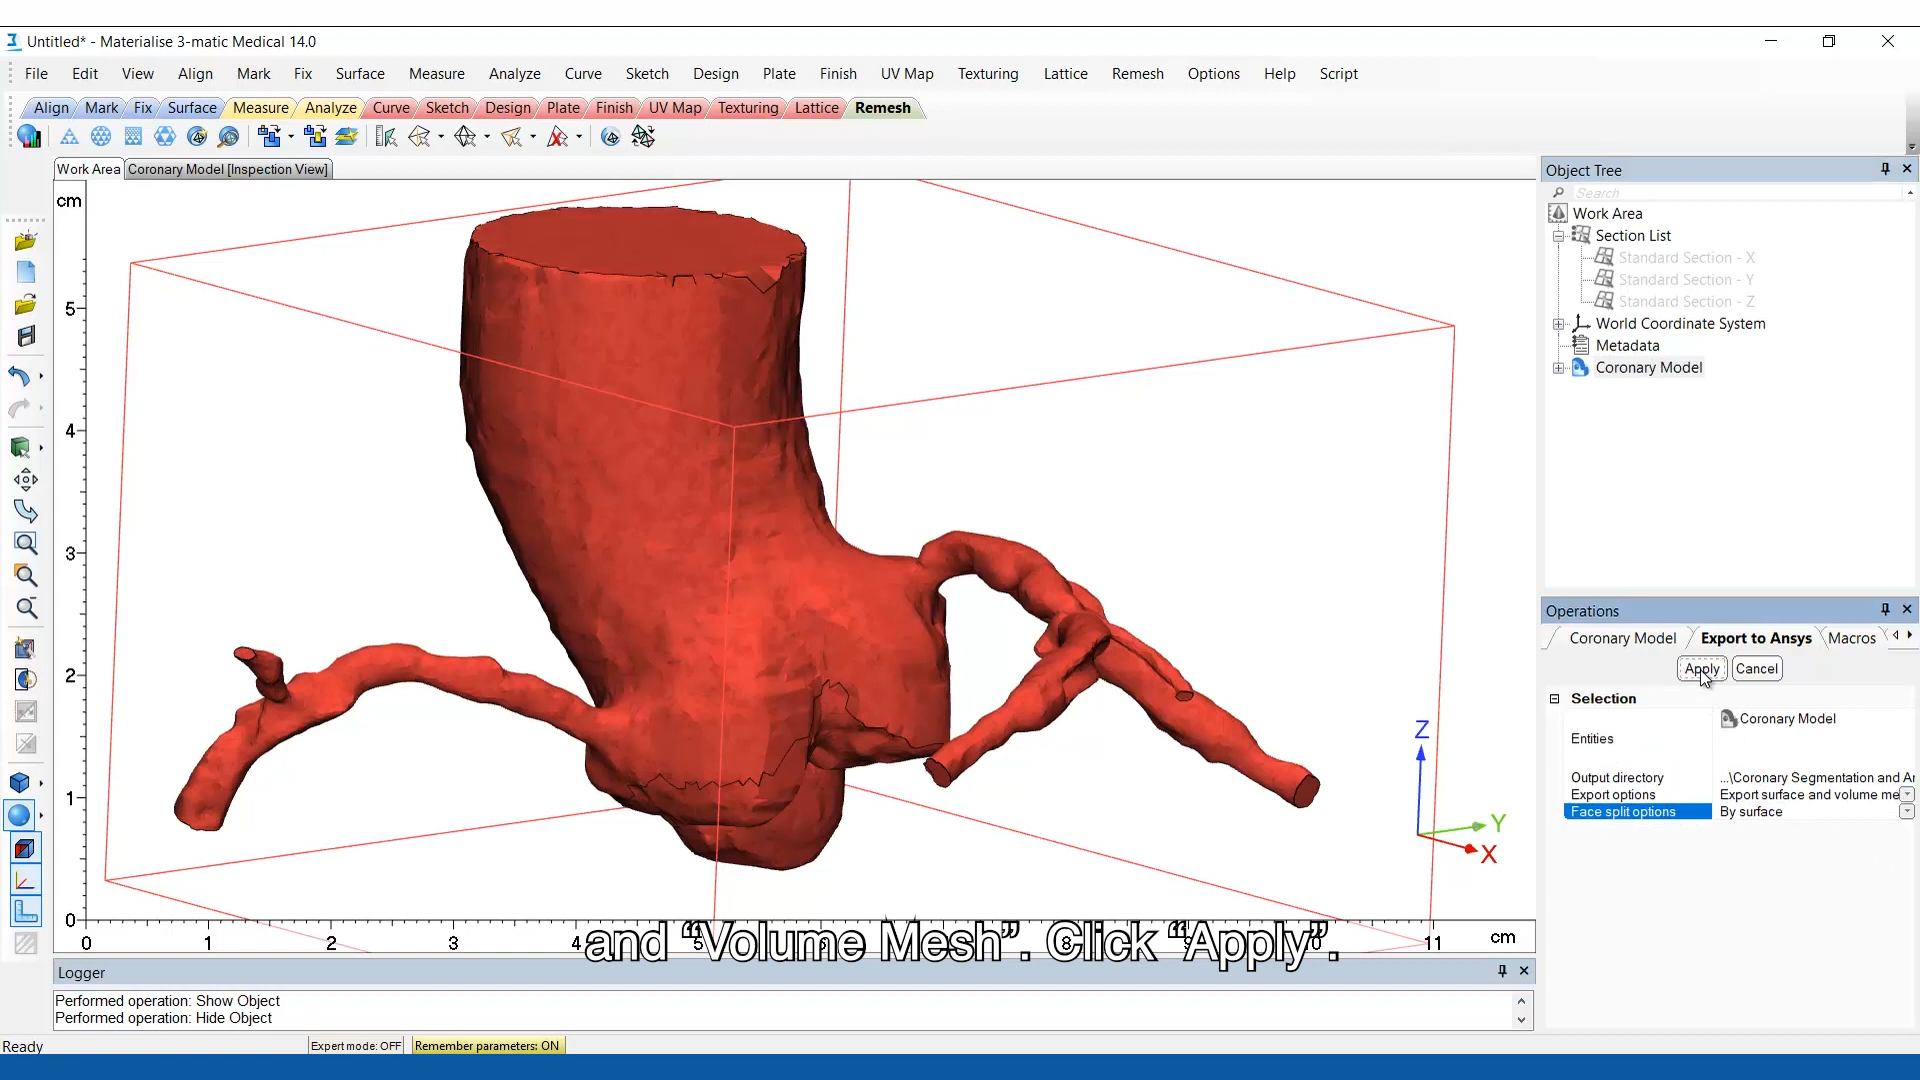 Untitled* - Materialise 3-matic Medical 14.0
File Edit View Align Mark Fix Surface Measure Analyze Curve Sketch Design Plate Finish UV Map Texturing Lattice Remesh Options Help Script
Align Mark Fix Surface Measure Analyze Curve Sketch Design Plate Finish UV Map Texturing Lattice Remesh
Work Area Coronary Model [Inspection View]
cm
5
4
3
2
1
0
0 1 2 3 4 5 6 8 9 10 11 cm
Z
Y
X
and “Volume Mesh”. Click “Apply”.
Object Tree
Search
Work Area
Section List
Standard Section - X
Standard Section - Y
Standard Section - Z
World Coordinate System
Metadata
Coronary Model
Operations
Coronary Model Export to Ansys Macros
Apply Cancel
Selection
Coronary Model
Entities
Output directory ...\Coronary Segmentation and Ar
Export options Export surface and volume me
Face split options By surface
Logger
Performed operation: Show Object
Performed operation: Hide Object
Ready Expert mode: OFF Remember parameters: ON